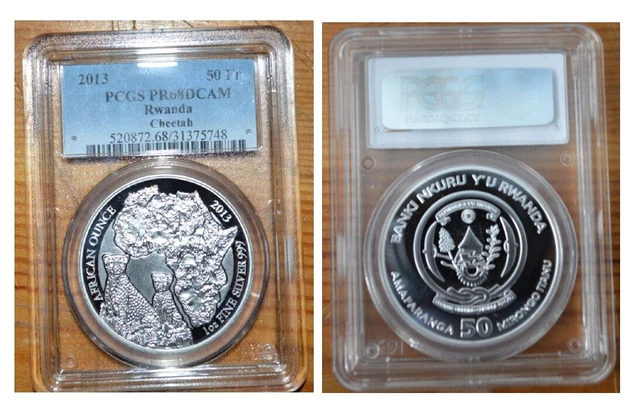 2013 50 Fr
PCGS PR68DCAM
Rwanda
Cheetah
520872.68/31375748
AFRICAN OUNCE
2013
1oz FINE SILVER 999
PCGS
BANKI NKURU Y'U RWANDA
AMAFARANGA 50 MIRONGO ITANU